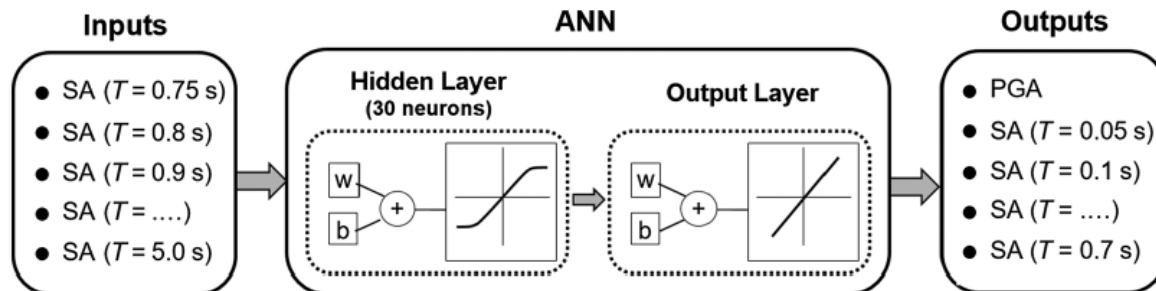 Inputs
● SA (T = 0.75 s)
● SA (T = 0.8 s)
● SA (T = 0.9 s)
● SA (T = ....)
● SA (T = 5.0 s)
ANN
Hidden Layer
(30 neurons)
w
b
+
Output Layer
w
b
+
Outputs
● PGA
● SA (T = 0.05 s)
● SA (T = 0.1 s)
● SA (T = ....)
● SA (T = 0.7 s)